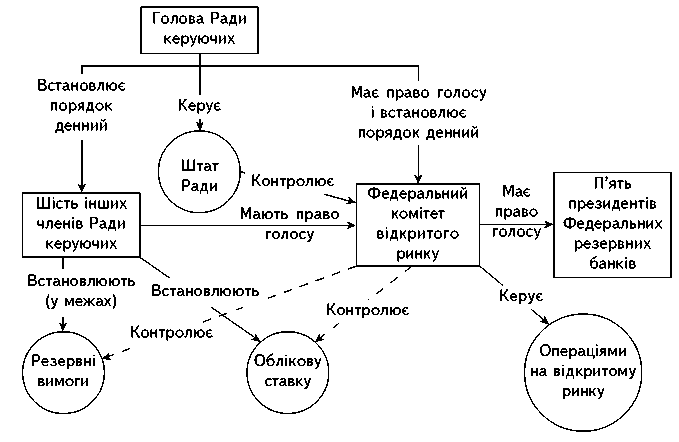 Голова Ради
керуючих
Встановлює
порядок
денний
Керує
Має право голосу
і встановлює
порядок денний
Штат
Ради
Контролює
Шість інших
членів Ради
керуючих
Мають право
голосу
Федеральний
комітет
відкритого
ринку
Має
право
голосу
П'ять
президентів
Федеральних
резервних
банків
Встановлюють
(у межах)
Встановлюють
Контролює
Контролює
Керує
Резервні
вимоги
Облікову
ставку
Операціями
на відкритому
ринку